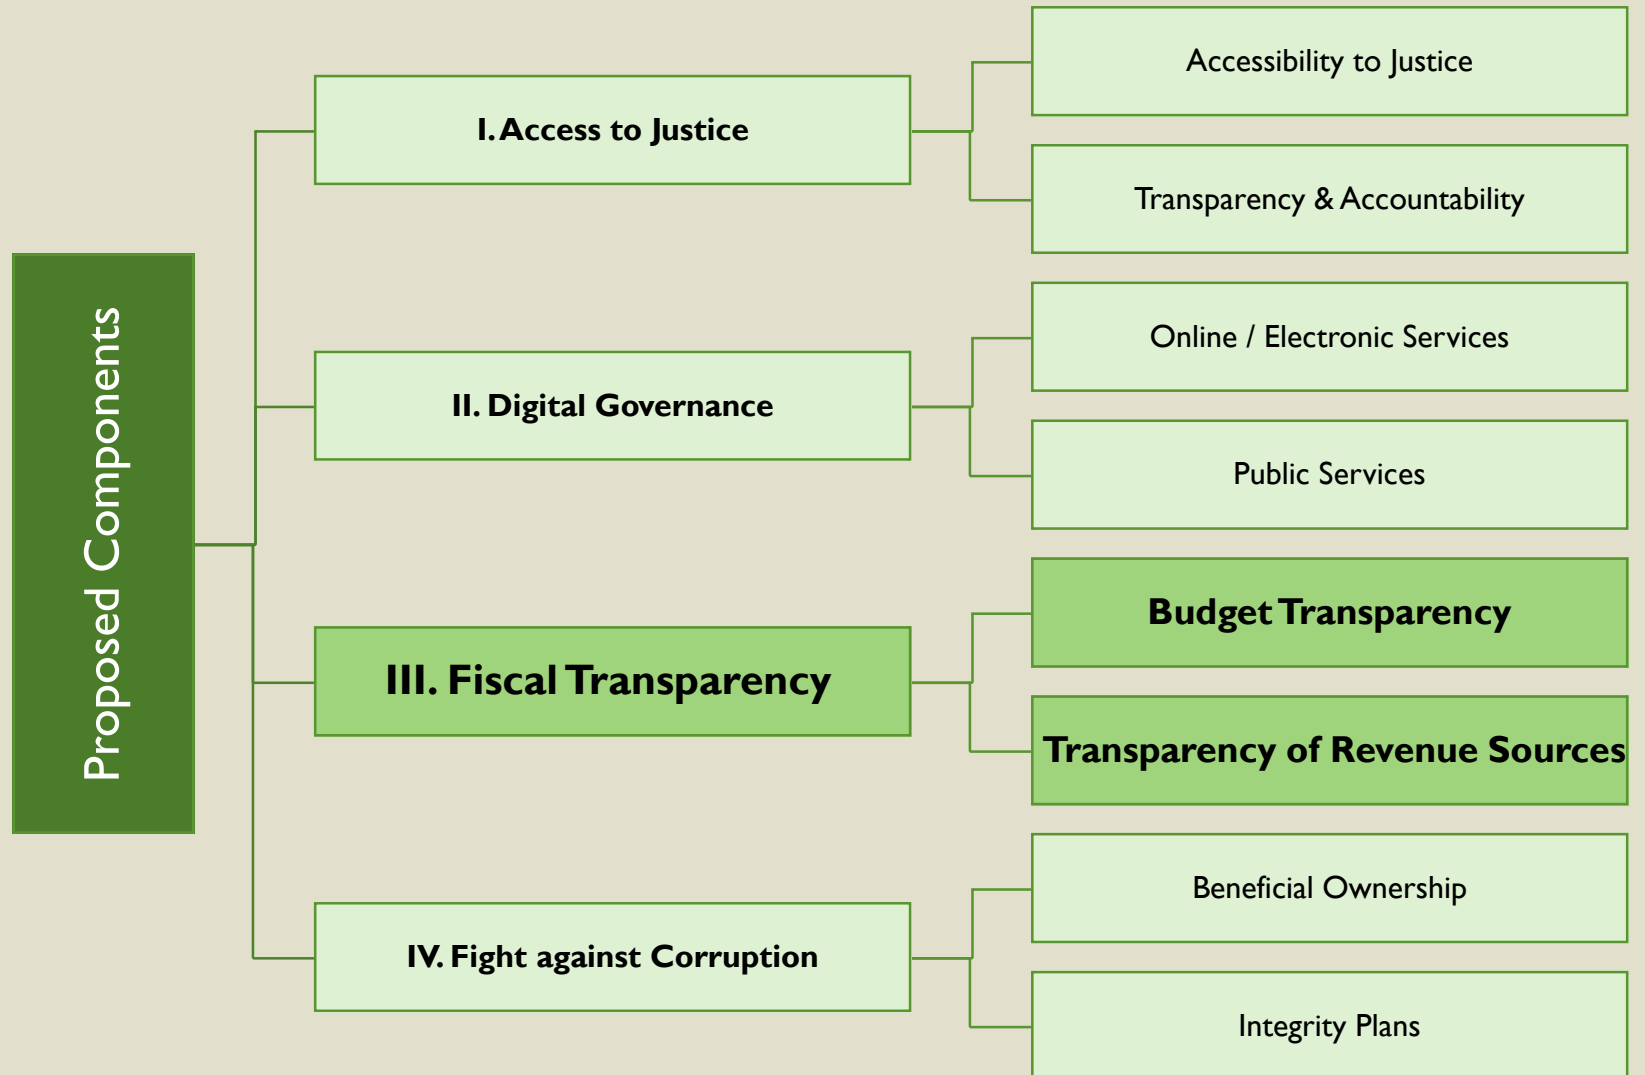 Proposed Components
I. Access to Justice
Accessibility to Justice
Transparency & Accountability
II. Digital Governance
Online / Electronic Services
Public Services
III. Fiscal Transparency
Budget Transparency
Transparency of Revenue Sources
IV. Fight against Corruption
Beneficial Ownership
Integrity Plans